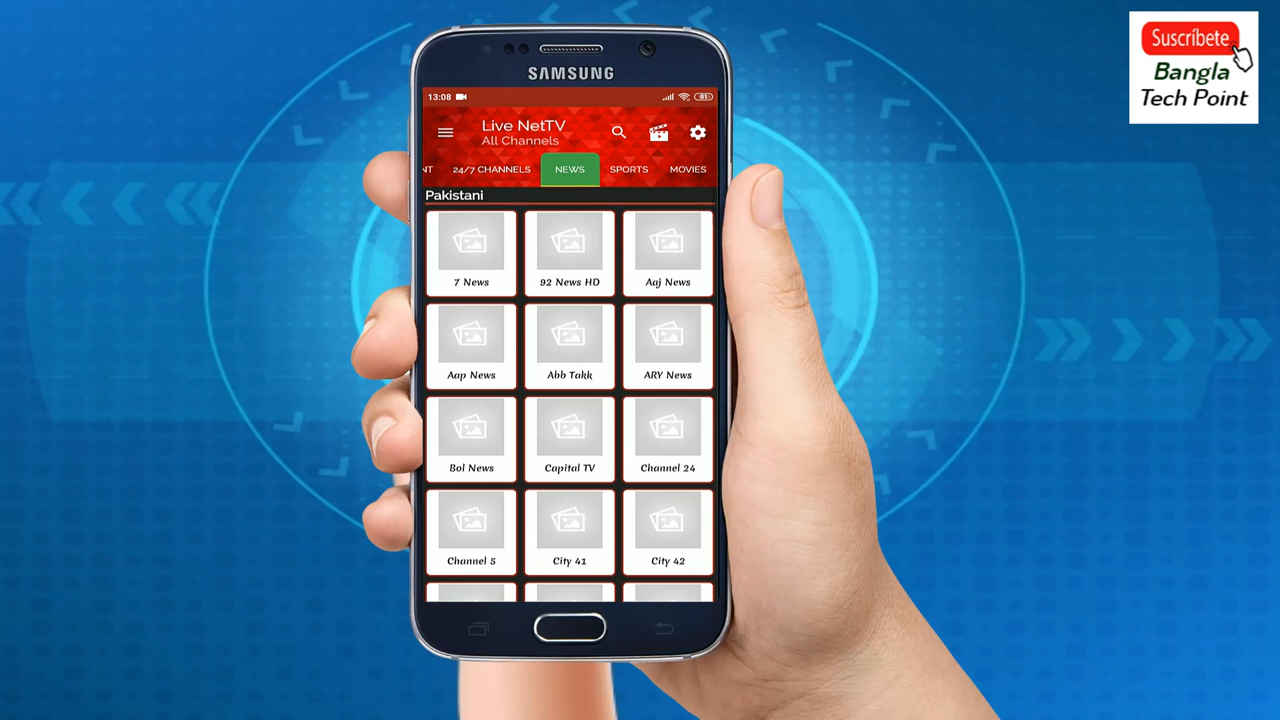 Suscríbete
Bangla
Tech Point
SAMSUNG
13:08
81
Live NetTV
All Channels
NT 24/7 CHANNELS NEWS SPORTS MOVIES
Pakistani
7 News 92 News HD Aaj News
Aap News Abb Takk ARY News
Bol News Capital TV Channel 24
Channel 5 City 41 City 42